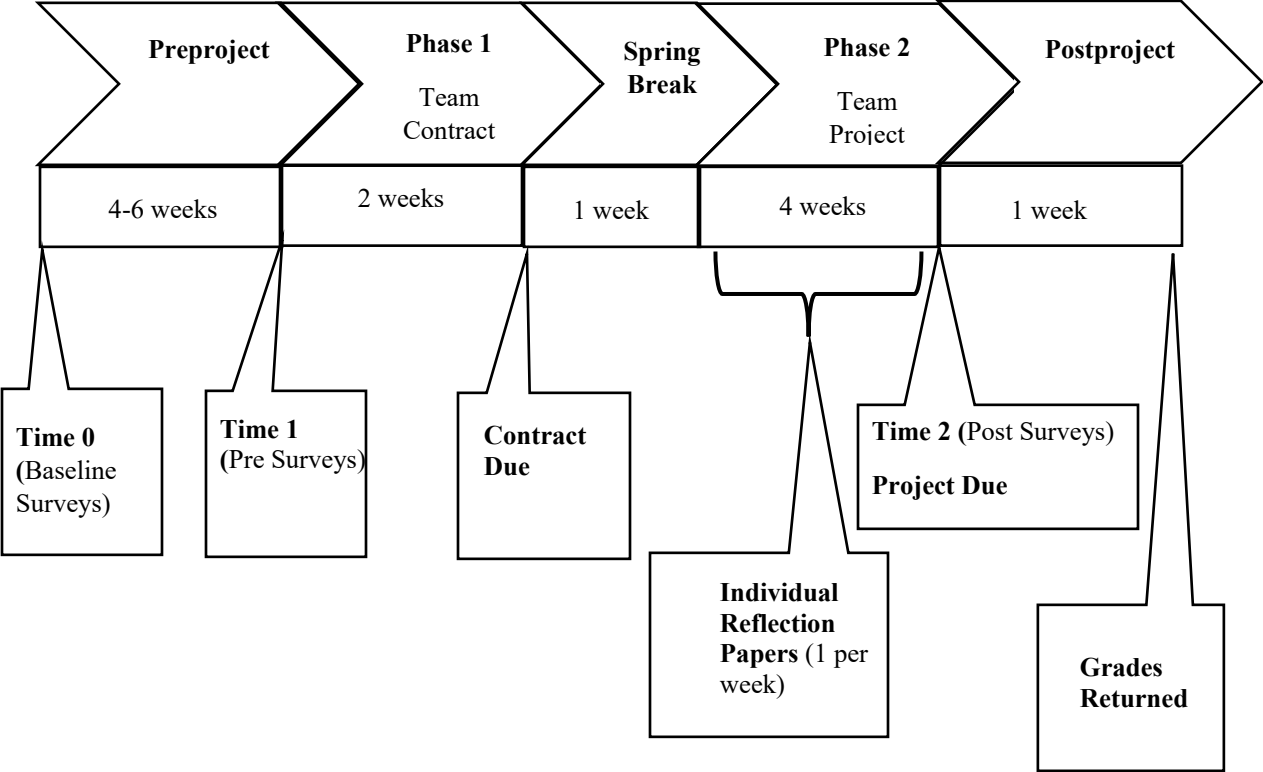 Preproject
Phase 1
Team
Contract
Spring
Break
Phase 2
Team
Project
Postproject
4-6 weeks
2 weeks
1 week
4 weeks
1 week
Time 0
(Baseline
Surveys)
Time 1
(Pre Surveys)
Contract
Due
Individual
Reflection
Papers (1 per
week)
Time 2 (Post Surveys)
Project Due
Grades
Returned